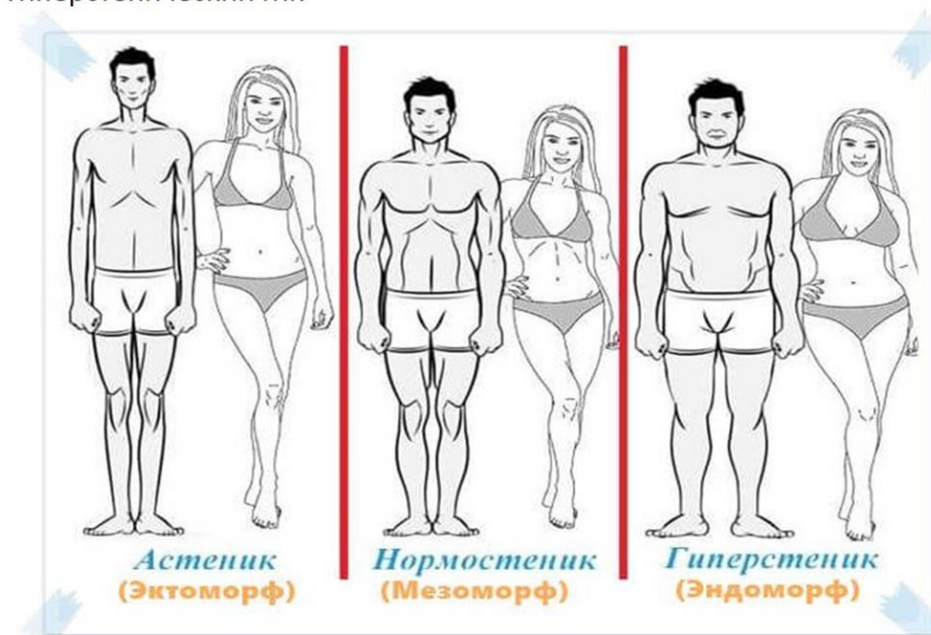 Астеник
(Эктоморф)
Нормостеник
(Мезоморф)
Гиперстеник
(Эндоморф)